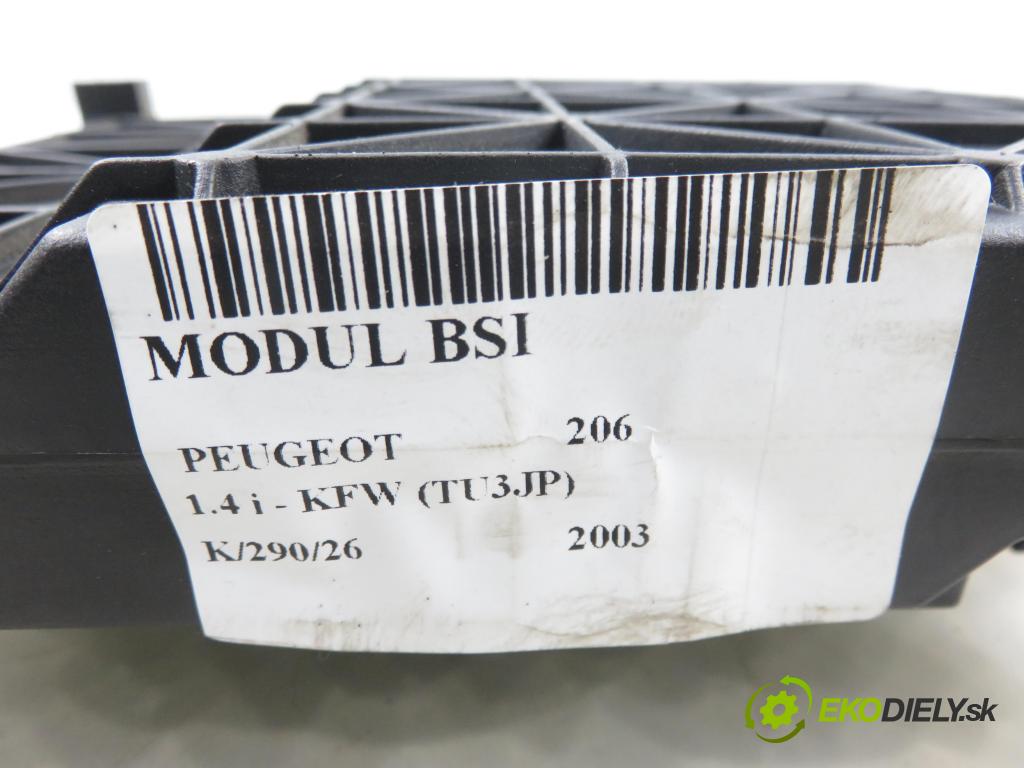 MODUL BSI
PEUGEOT 206
1.4 i - KFW (TU3JP)
K/290/26 2003
EKODIELY.sk